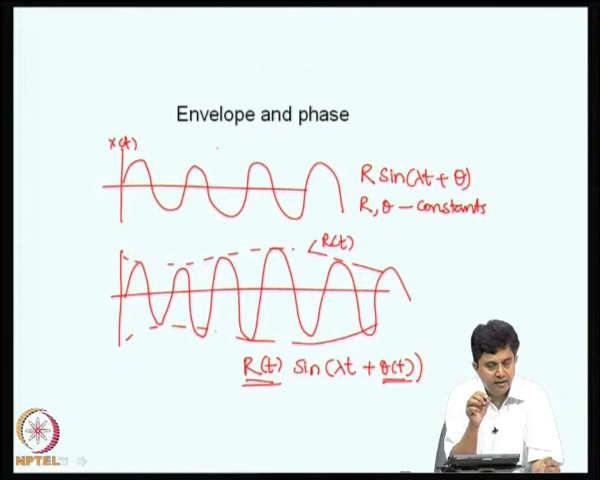 Envelope and phase
x(t)
R sin(λt + θ)
R, θ — constants
R(t)
R(t) sin(λt + θ(t))
NPTEL